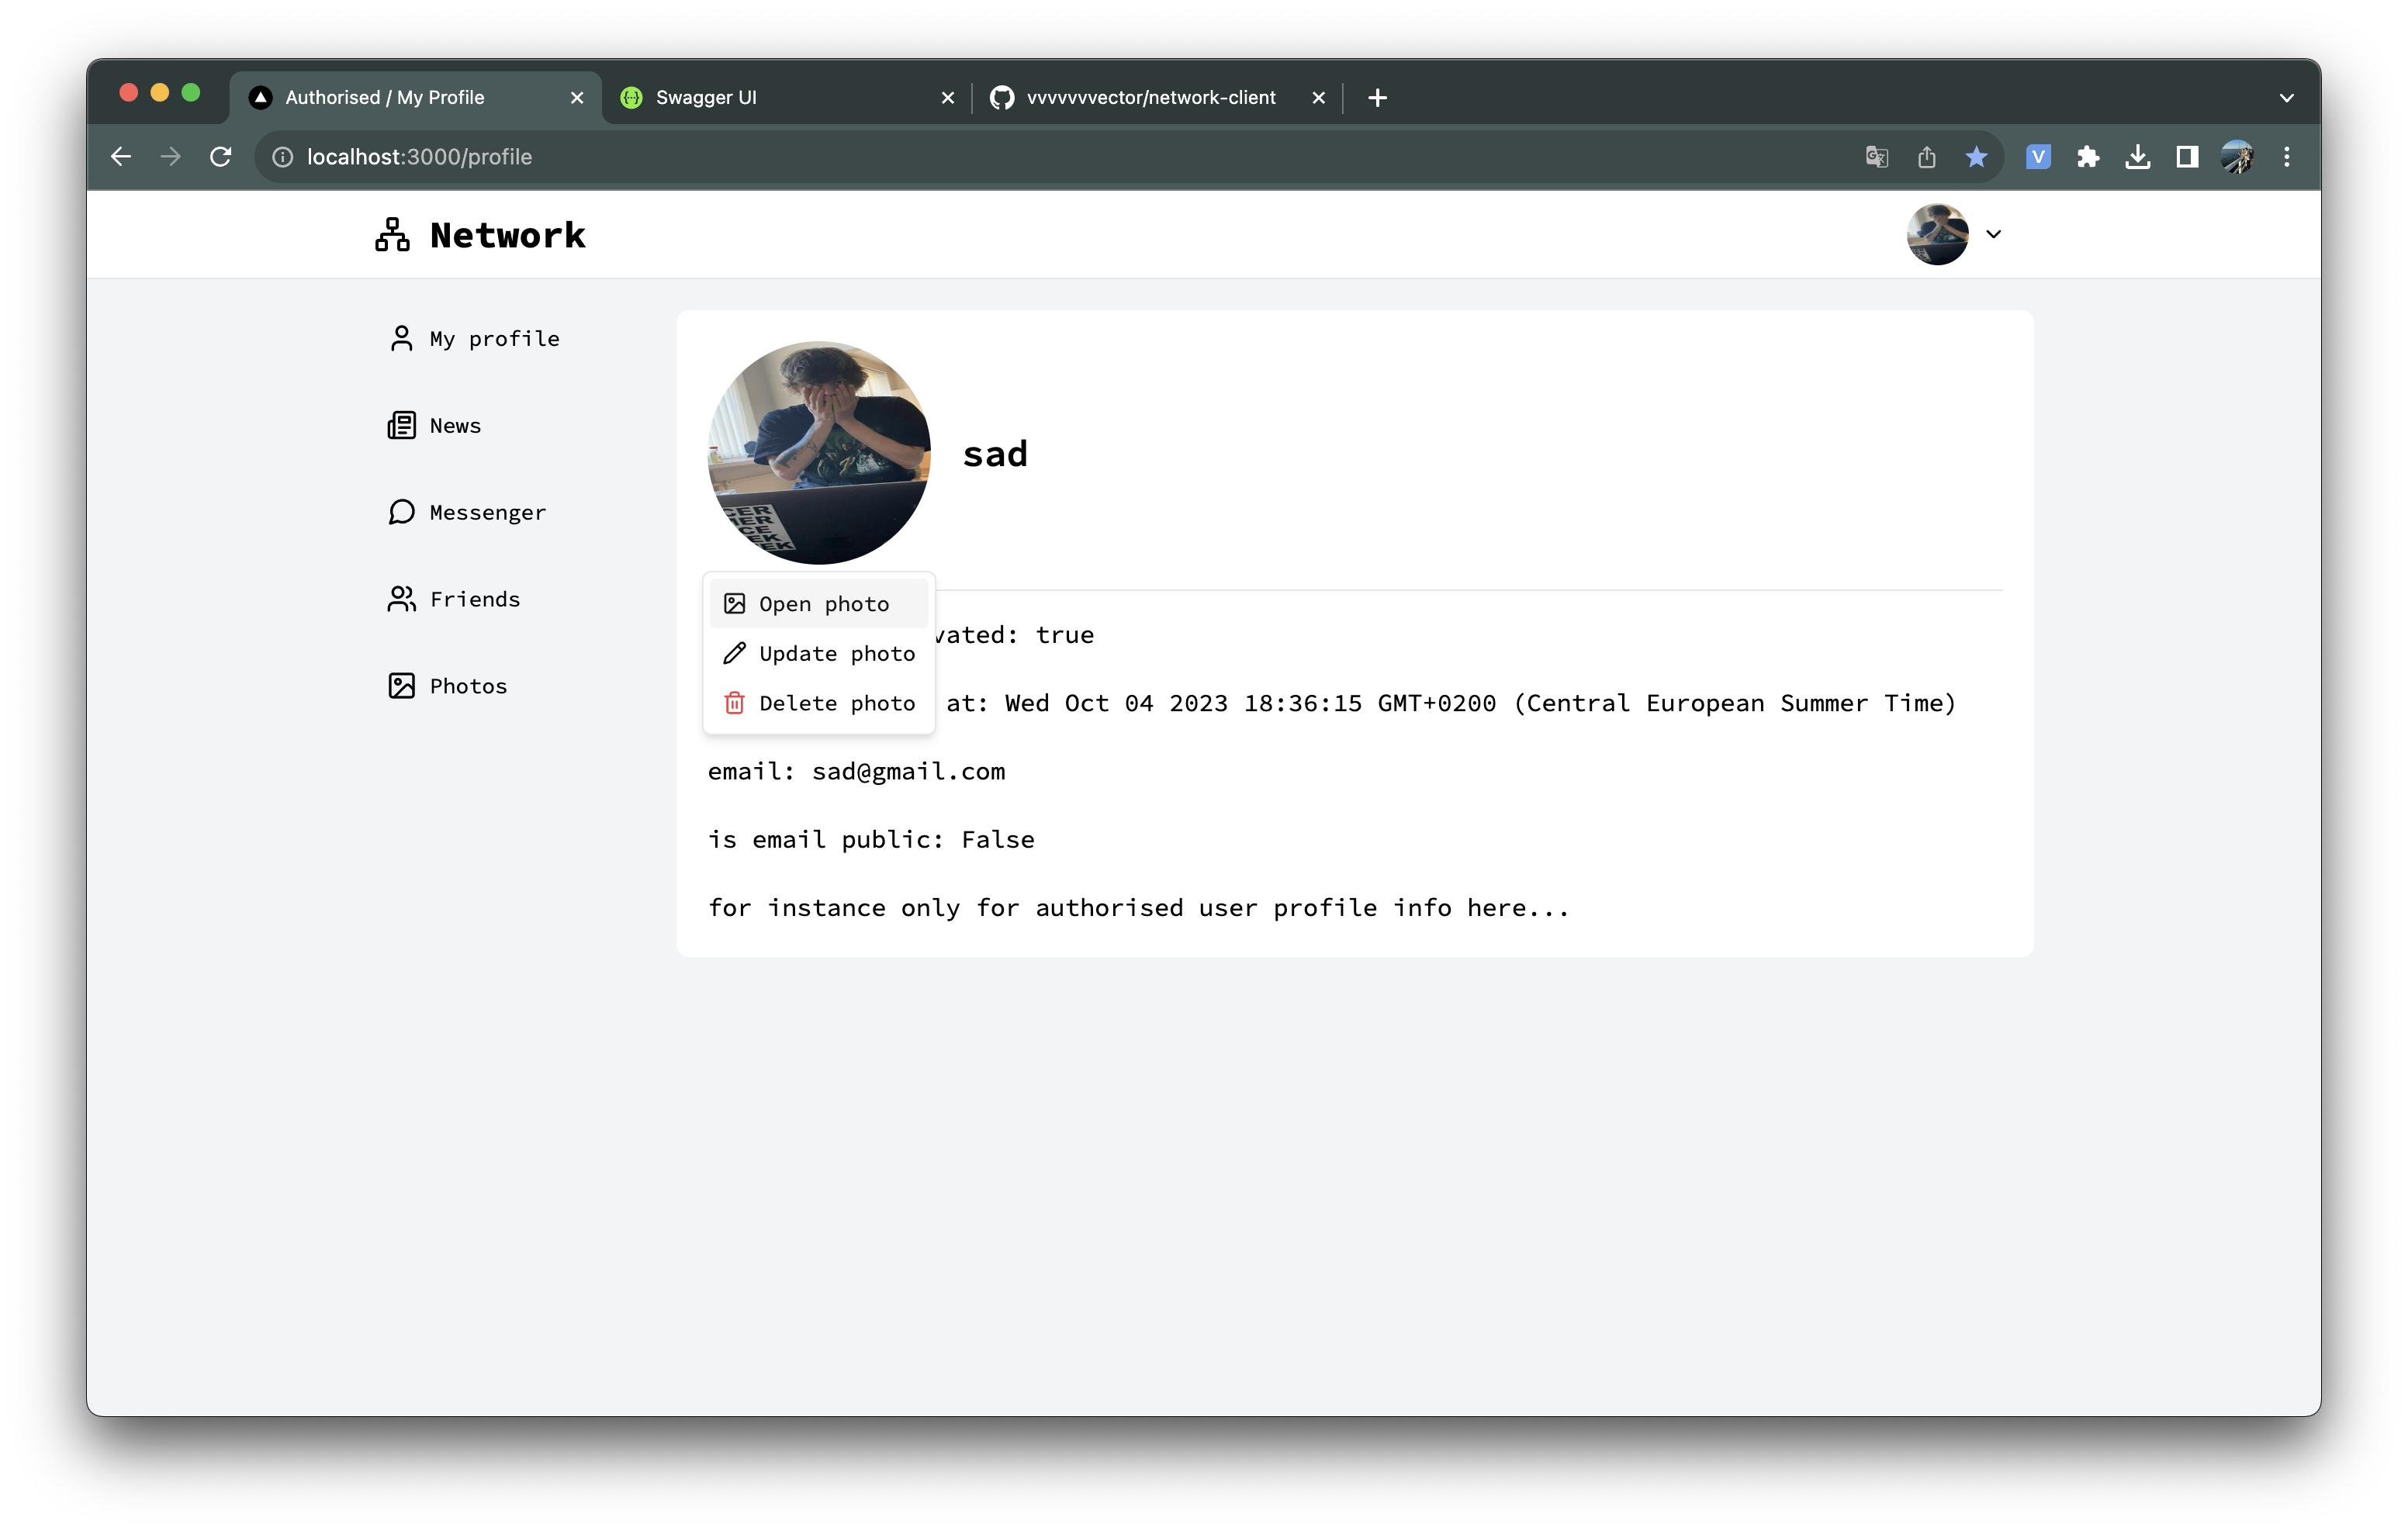 Authorised / My Profile
Swagger UI
vvvvvvvector/network-client
localhost:3000/profile
V
Network
My profile
News
Messenger
Friends
Photos
sad
Open photo
Update photo
Delete photo
vated: true
at: Wed Oct 04 2023 18:36:15 GMT+0200 (Central European Summer Time)
email: sad@gmail.com
is email public: False
for instance only for authorised user profile info here...